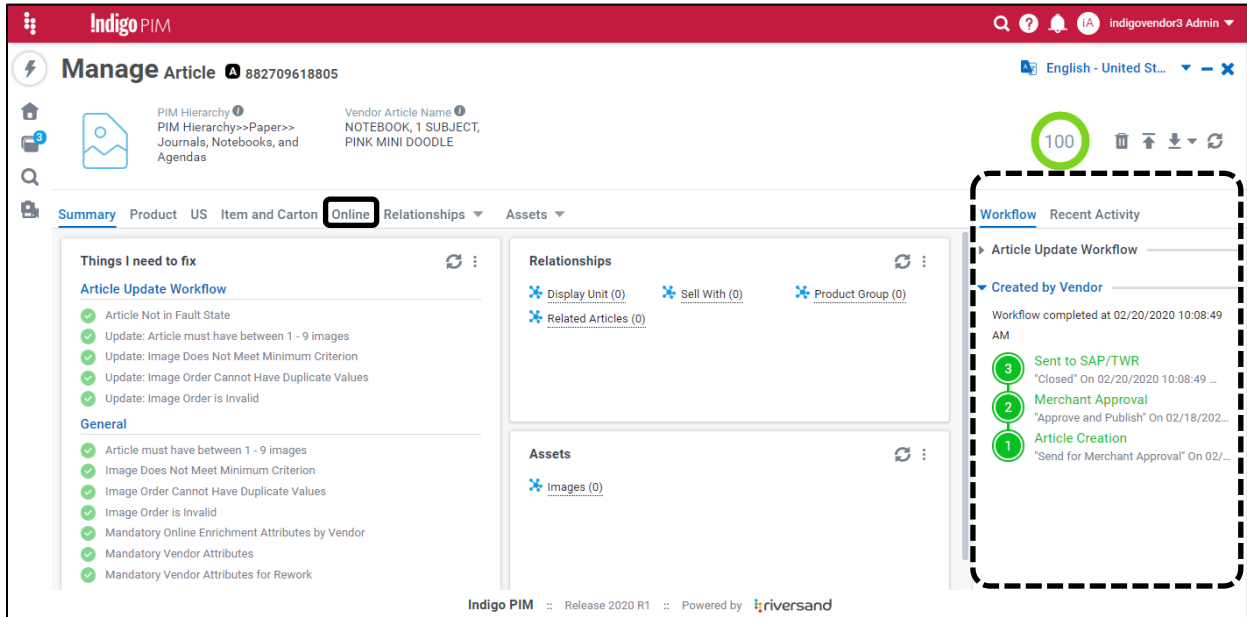 Indigo PIM
? iA indigovendor3 Admin
Manage Article A 882709618805
English - United St...
PIM Hierarchy i
PIM Hierarchy>>Paper>>
Journals, Notebooks, and
Agendas
Vendor Article Name i
NOTEBOOK, 1 SUBJECT,
PINK MINI DOODLE
3
100
Summary Product US Item and Carton Online Relationships Assets
Things I need to fix
Article Update Workflow
Article Not in Fault State
Update: Article must have between 1 - 9 images
Update: Image Does Not Meet Minimum Criterion
Update: Image Order Cannot Have Duplicate Values
Update: Image Order is Invalid
General
Article must have between 1 - 9 images
Image Does Not Meet Minimum Criterion
Image Order Cannot Have Duplicate Values
Image Order is Invalid
Mandatory Online Enrichment Attributes by Vendor
Mandatory Vendor Attributes
Mandatory Vendor Attributes for Rework
Relationships
Display Unit (0) Sell With (0) Product Group (0)
Related Articles (0)
Assets
Images (0)
Workflow Recent Activity
Article Update Workflow
Created by Vendor
Workflow completed at 02/20/2020 10:08:49
AM
3 Sent to SAP/TWR
"Closed" On 02/20/2020 10:08:49 ...
2 Merchant Approval
"Approve and Publish" On 02/18/202...
1 Article Creation
"Send for Merchant Approval" On 02/...
Indigo PIM :: Release 2020 R1 :: Powered by riversand